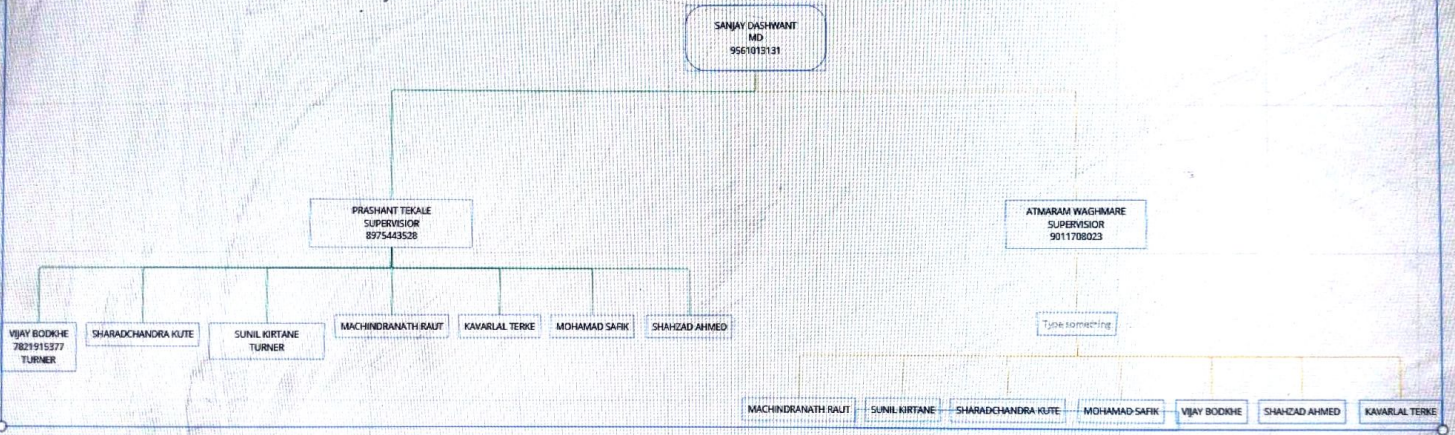 SANJAY DASHWANT
MD
9561013131
PRASHANT TEKALE
SUPERVISIOR
8975443528
ATMARAM WAGHMARE
SUPERVISIOR
9011708023
VIJAY BODKHE
7821915377
TURNER
SHARADCHANDRA KUTE
SUNIL KIRTANE
TURNER
MACHINDRANATH RAUT
KAVARLAL TERKE
MOHAMAD SAFIK
SHAHZAD AHMED
Type something
MACHINDRANATH RAUT
SUNIL KIRTANE
SHARADCHANDRA KUTE
MOHAMAD SAFIK
VIJAY BODKHE
SHAHZAD AHMED
KAVARLAL TERKE